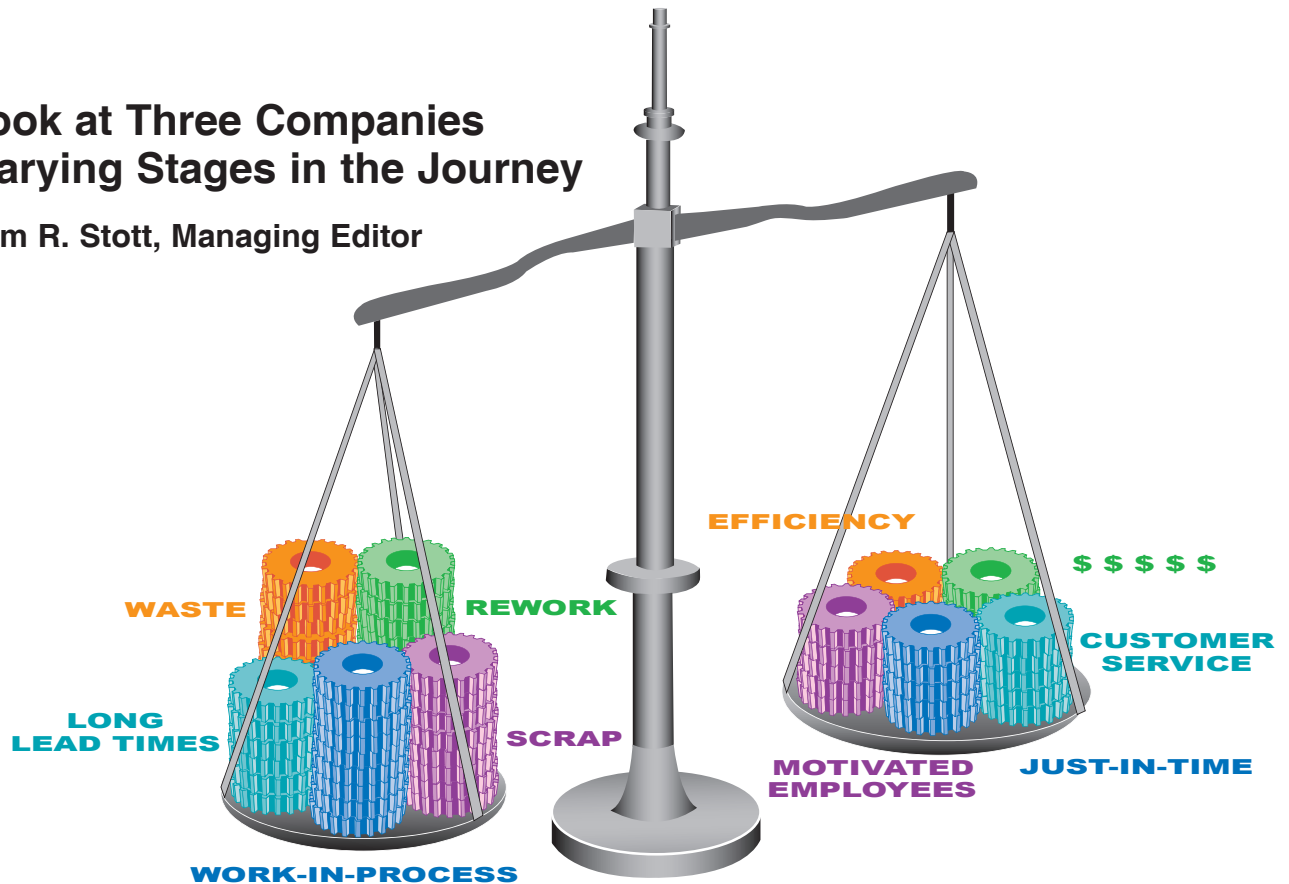 ook at Three Companies
arying Stages in the Journey
m R. Stott, Managing Editor
EFFICIENCY
$ $ $ $ $
WASTE
REWORK
CUSTOMER
SERVICE
LONG
LEAD TIMES
SCRAP
MOTIVATED
EMPLOYEES
JUST-IN-TIME
WORK-IN-PROCESS